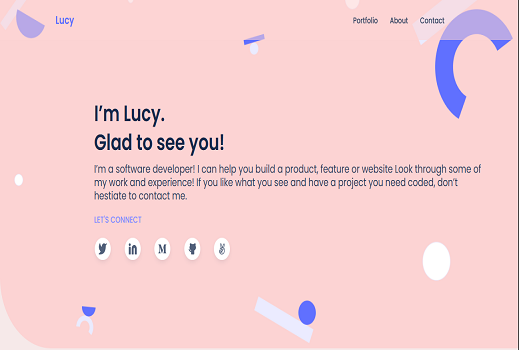 Lucy
Portfolio About Contact
I'm Lucy.
Glad to see you!
I'm a software developer! I can help you build a product, feature or website Look through some of
my work and experience! If you like what you see and have a project you need coded, don't
hestiate to contact me.
LET'S CONNECT